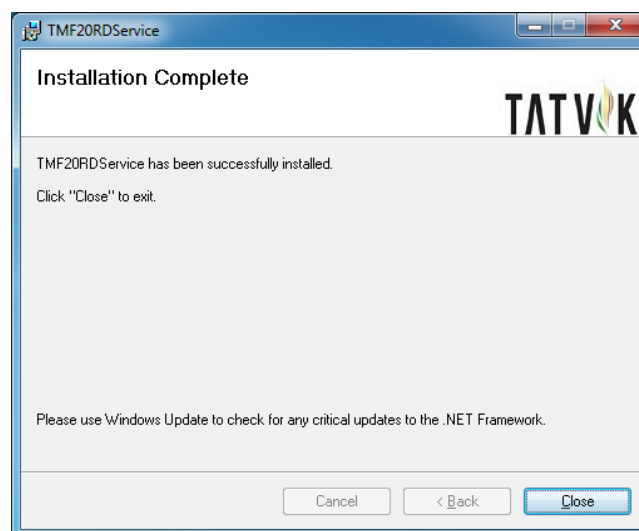 TMF20RDService
Installation Complete
TATVIK
TMF20RDService has been successfully installed.
Click "Close" to exit.
Please use Windows Update to check for any critical updates to the .NET Framework.
Cancel
< Back
Close